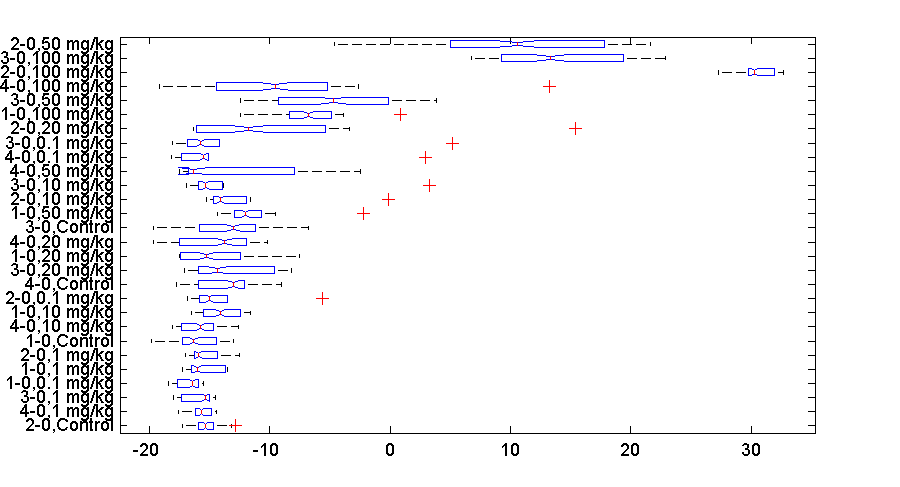 2-0,50 mg/kg
3-0,100 mg/kg
2-0,100 mg/kg
4-0,100 mg/kg
3-0,50 mg/kg
1-0,100 mg/kg
2-0,20 mg/kg
3-0,0.1 mg/kg
4-0,0.1 mg/kg
4-0,50 mg/kg
3-0,10 mg/kg
2-0,10 mg/kg
1-0,50 mg/kg
3-0,Control
4-0,20 mg/kg
1-0,20 mg/kg
3-0,20 mg/kg
4-0,Control
2-0,0.1 mg/kg
1-0,10 mg/kg
4-0,10 mg/kg
1-0,Control
2-0,1 mg/kg
1-0,1 mg/kg
1-0,0.1 mg/kg
3-0,1 mg/kg
4-0,1 mg/kg
2-0,Control
-20 -10 0 10 20 30